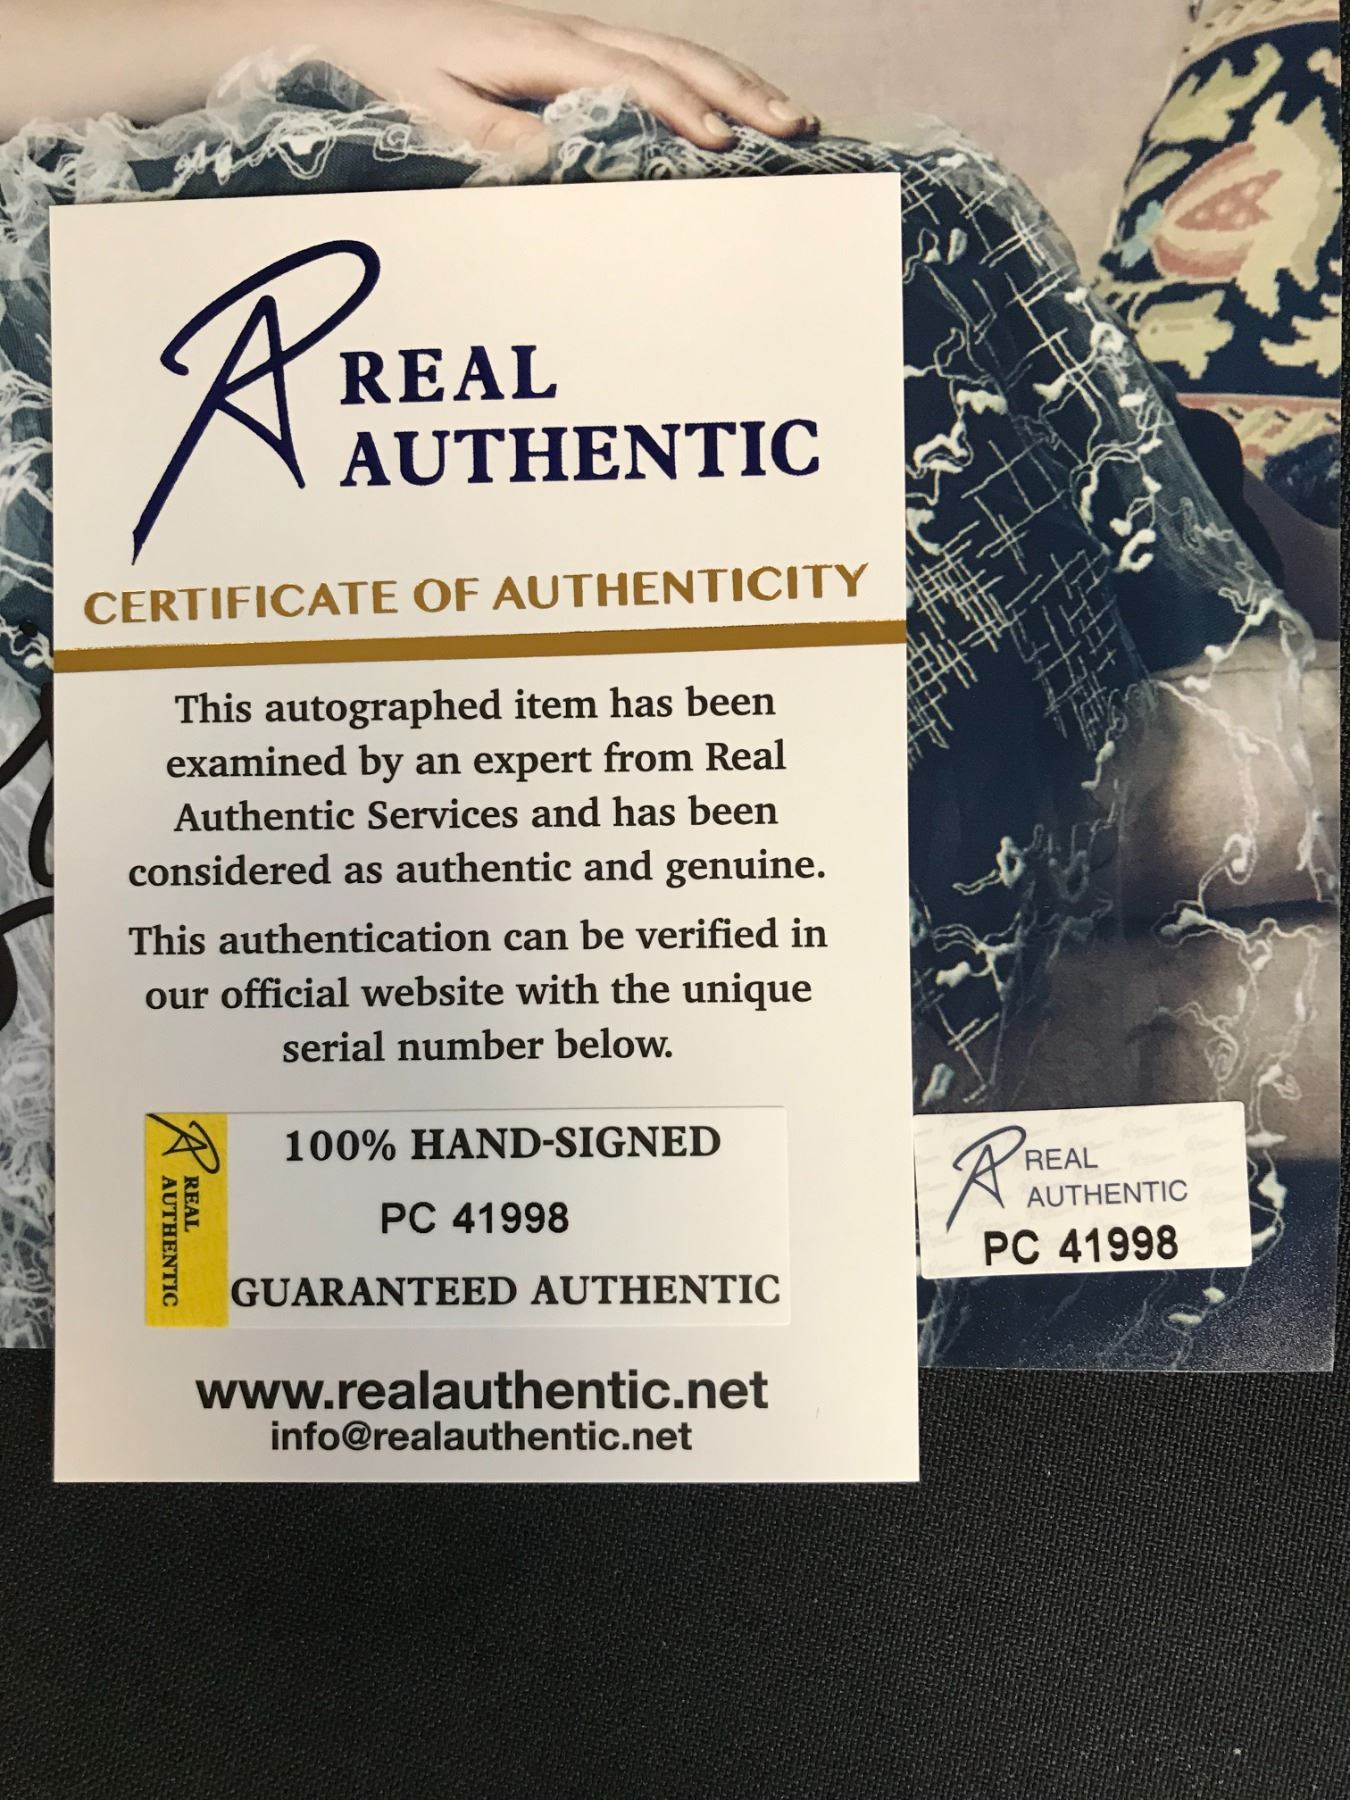 REAL
AUTHENTIC
CERTIFICATE OF AUTHENTICITY
This autographed item has been
examined by an expert from Real
Authentic Services and has been
considered as authentic and genuine.
This authentication can be verified in
our official website with the unique
serial number below.
REAL
AUTHENTIC
100% HAND-SIGNED
PC 41998
GUARANTEED AUTHENTIC
www.realauthentic.net
info@realauthentic.net
REAL
AUTHENTIC
PC 41998